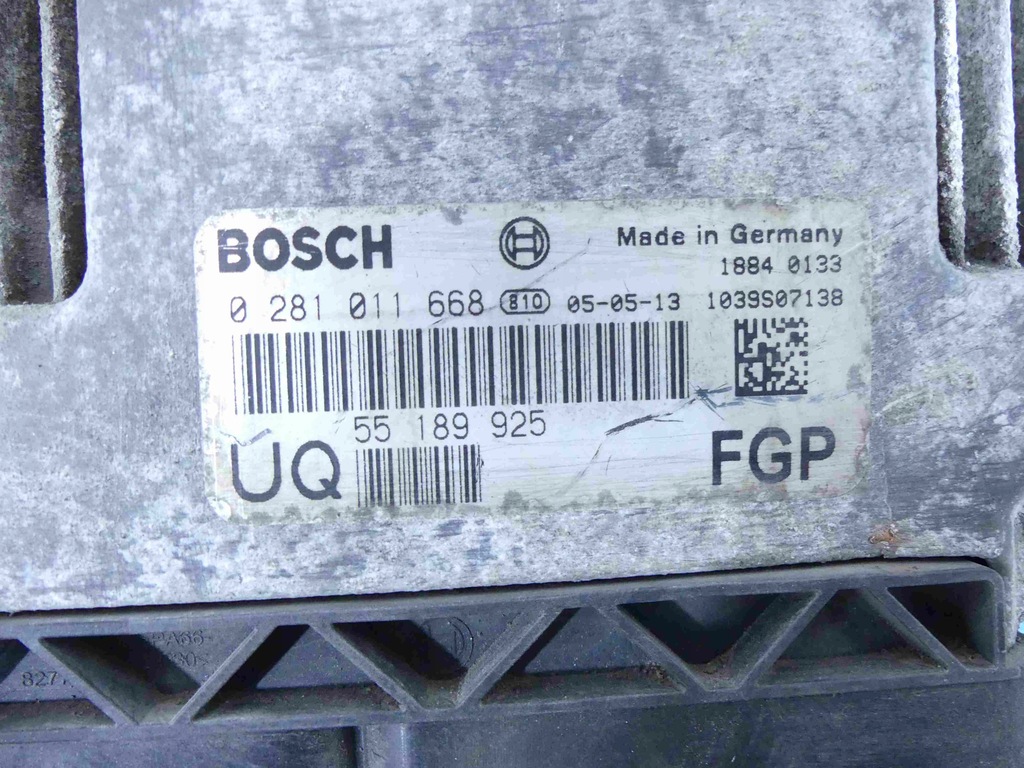 BOSCH
Made in Germany
1884 0133
0 281 011 668 810 05-05-13 1039S07138
55 189 925
UQ
FGP